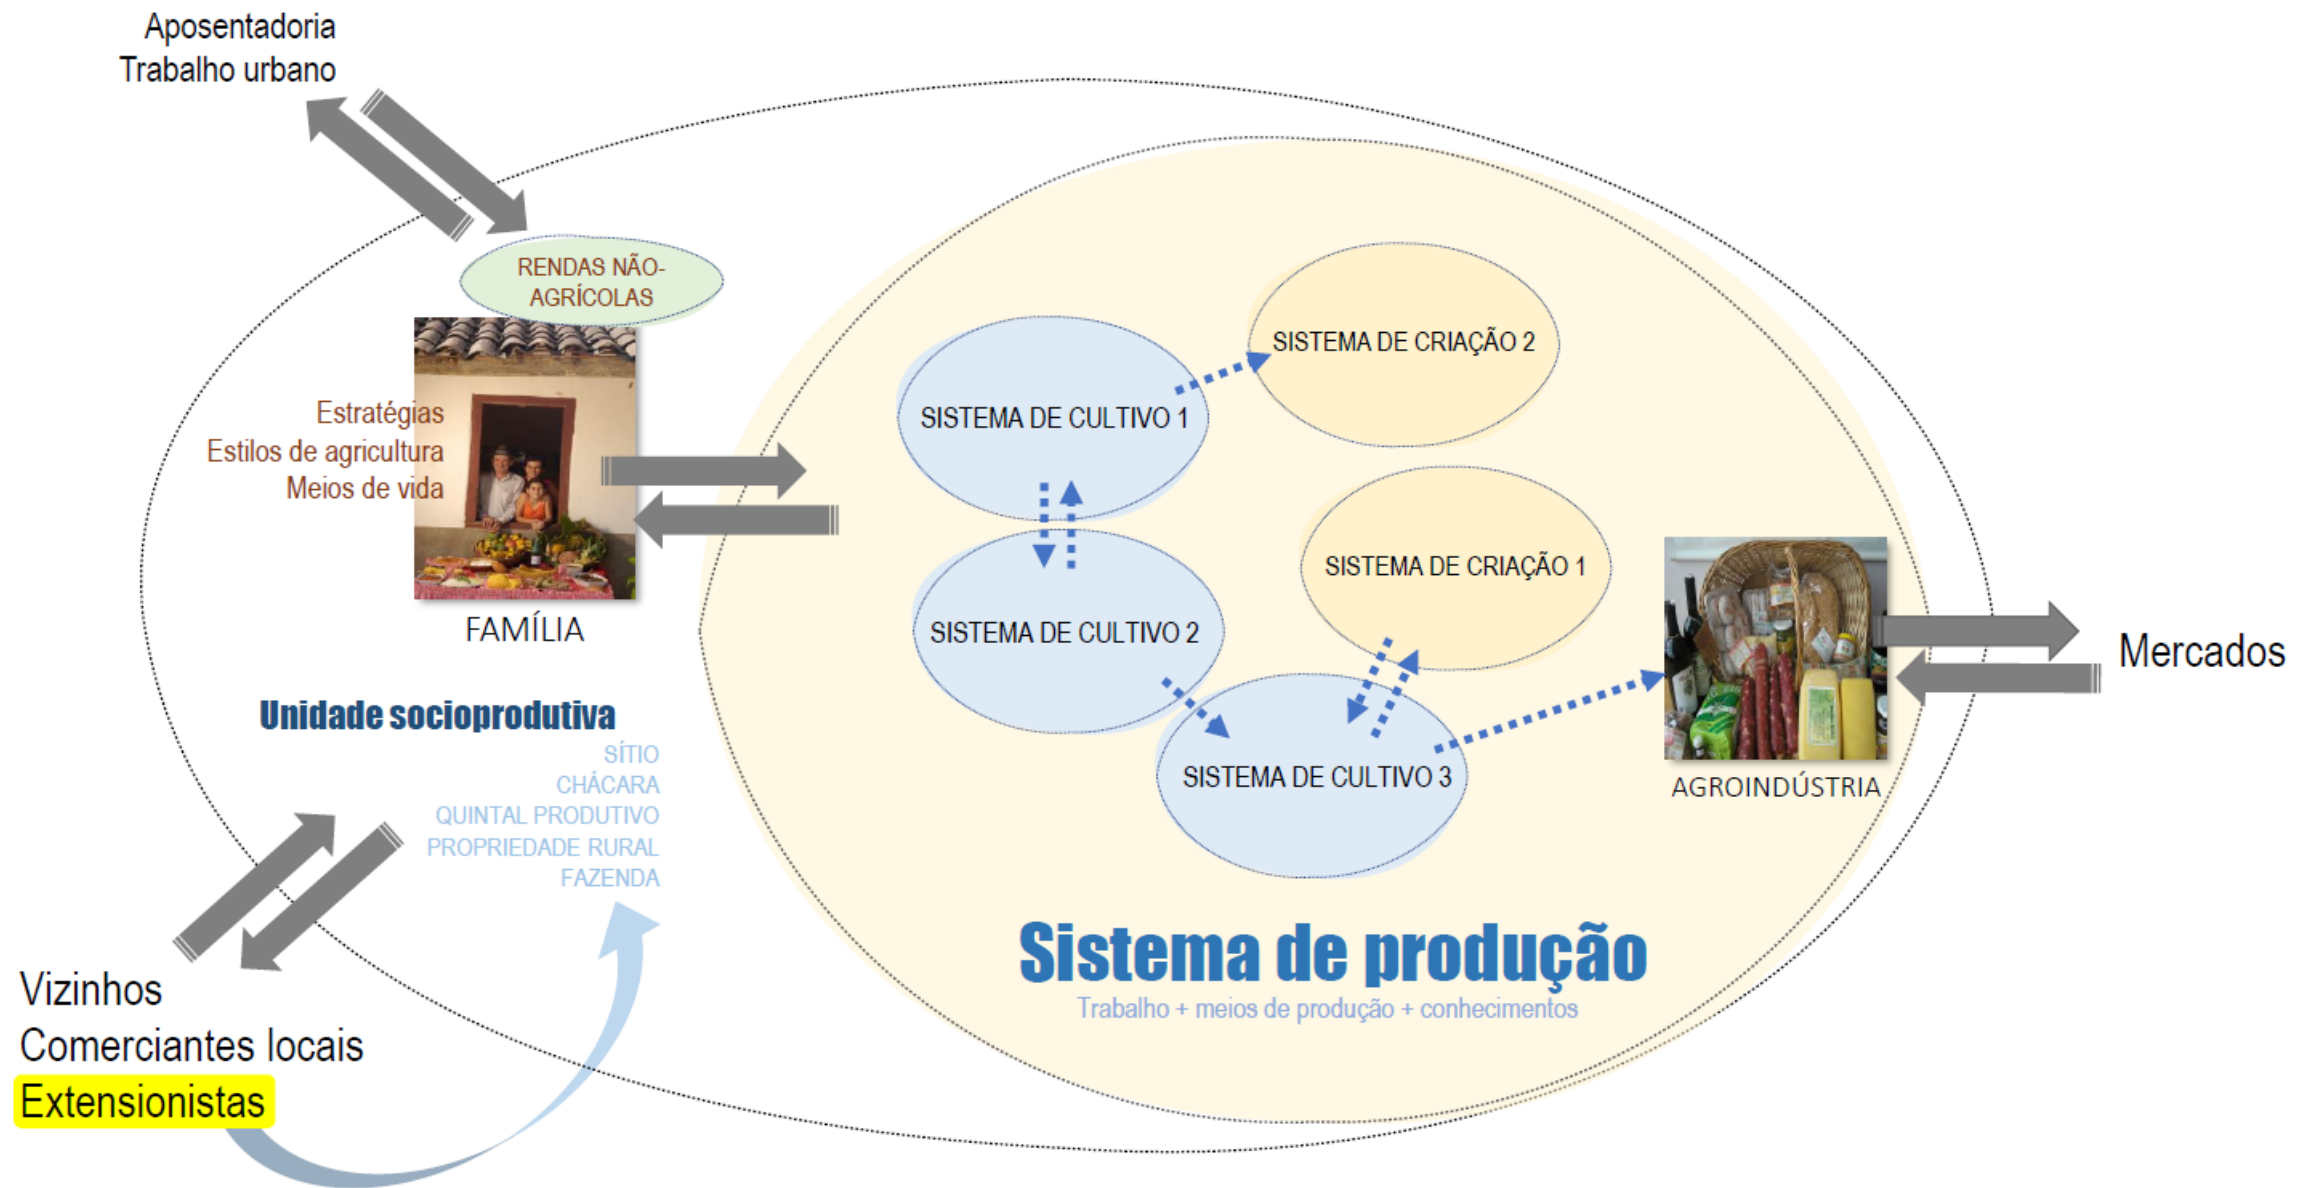 Aposentadoria
Trabalho urbano
RENDAS NÃO-
AGRÍCOLAS
Estratégias
Estilos de agricultura
Meios de vida
FAMÍLIA
Unidade socioprodutiva
SÍTIO
CHÁCARA
QUINTAL PRODUTIVO
PROPRIEDADE RURAL
FAZENDA
Vizinhos
Comerciantes locais
Extensionistas
SISTEMA DE CRIAÇÃO 2
SISTEMA DE CULTIVO 1
SISTEMA DE CRIAÇÃO 1
SISTEMA DE CULTIVO 2
SISTEMA DE CULTIVO 3
AGROINDÚSTRIA
Sistema de produção
Trabalho + meios de produção + conhecimentos
Mercados